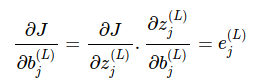 ∂J/∂b_j^(L) = ∂J/∂z_j^(L) . ∂z_j^(L)/∂b_j^(L) = e_j^(L)